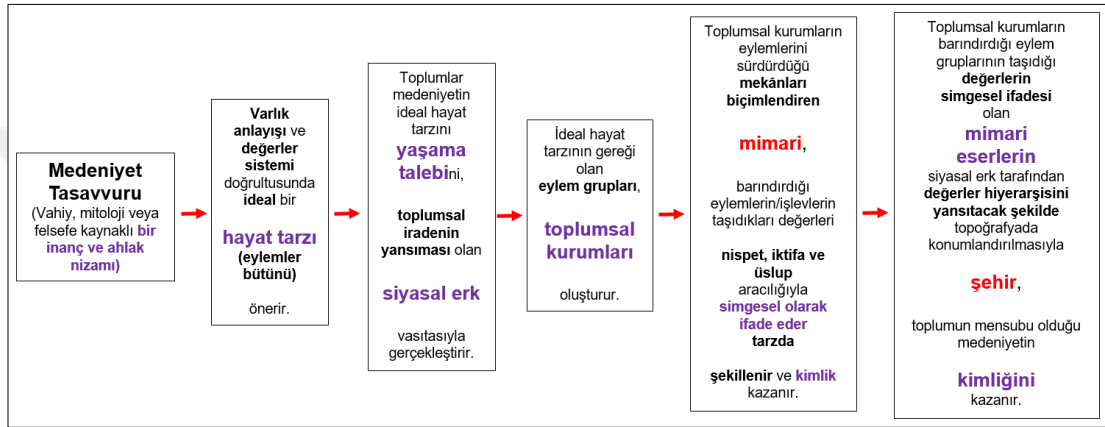 Medeniyet
Tasavvuru
(Vahiy, mitoloji veya
felsefe kaynaklı bir
inanç ve ahlak
nizamı)
Varlık
anlayışı ve
değerler
sistemi
doğrultusunda
ideal bir
hayat tarzı
(eylemler
bütünü)
önerir.
Toplumlar
medeniyetin
ideal hayat
tarzını
yaşama
talebini,
toplumsal
iradenin
yansıması olan
siyasal erk
vasıtasıyla
gerçekleştirir.
İdeal hayat
tarzının gereği
olan
eylem grupları,
toplumsal
kurumları
oluşturur.
Toplumsal kurumların
eylemlerini
sürdürdüğü
mekânları
biçimlendiren
mimari,
barındırdığı
eylemlerin/işlevlerin
taşıdıkları değerleri
nispet, iktifa ve
üslup
aracılığıyla
simgesel olarak
ifade eder
tarzda
şekillenir ve kimlik
kazanır.
Toplumsal kurumların
barındırdığı eylem
gruplarının taşıdığı
değerlerin
simgesel ifadesi
olan
mimari
eserlerin
siyasal erk tarafından
değerler hiyerarşisini
yansıtacak şekilde
topoğrafyada
konumlandırılmasıyla
şehir,
toplumun mensubu olduğu
medeniyetin
kimliğini
kazanır.